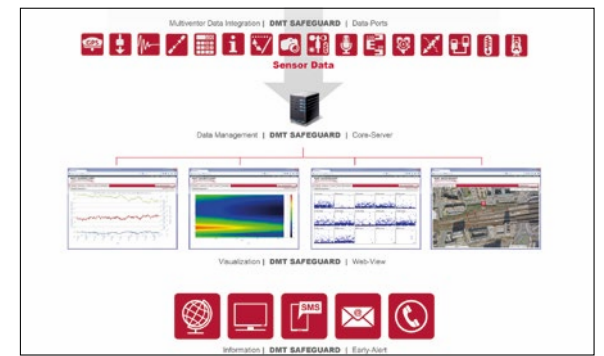 Multivendor Data Integration | DMT SAFEGUARD | Data-Ports
GPS
Sensor Data
Data Management | DMT SAFEGUARD | Core-Server
Visualization | DMT SAFEGUARD | Web-View
SMS
@
Information | DMT SAFEGUARD | Early-Alert